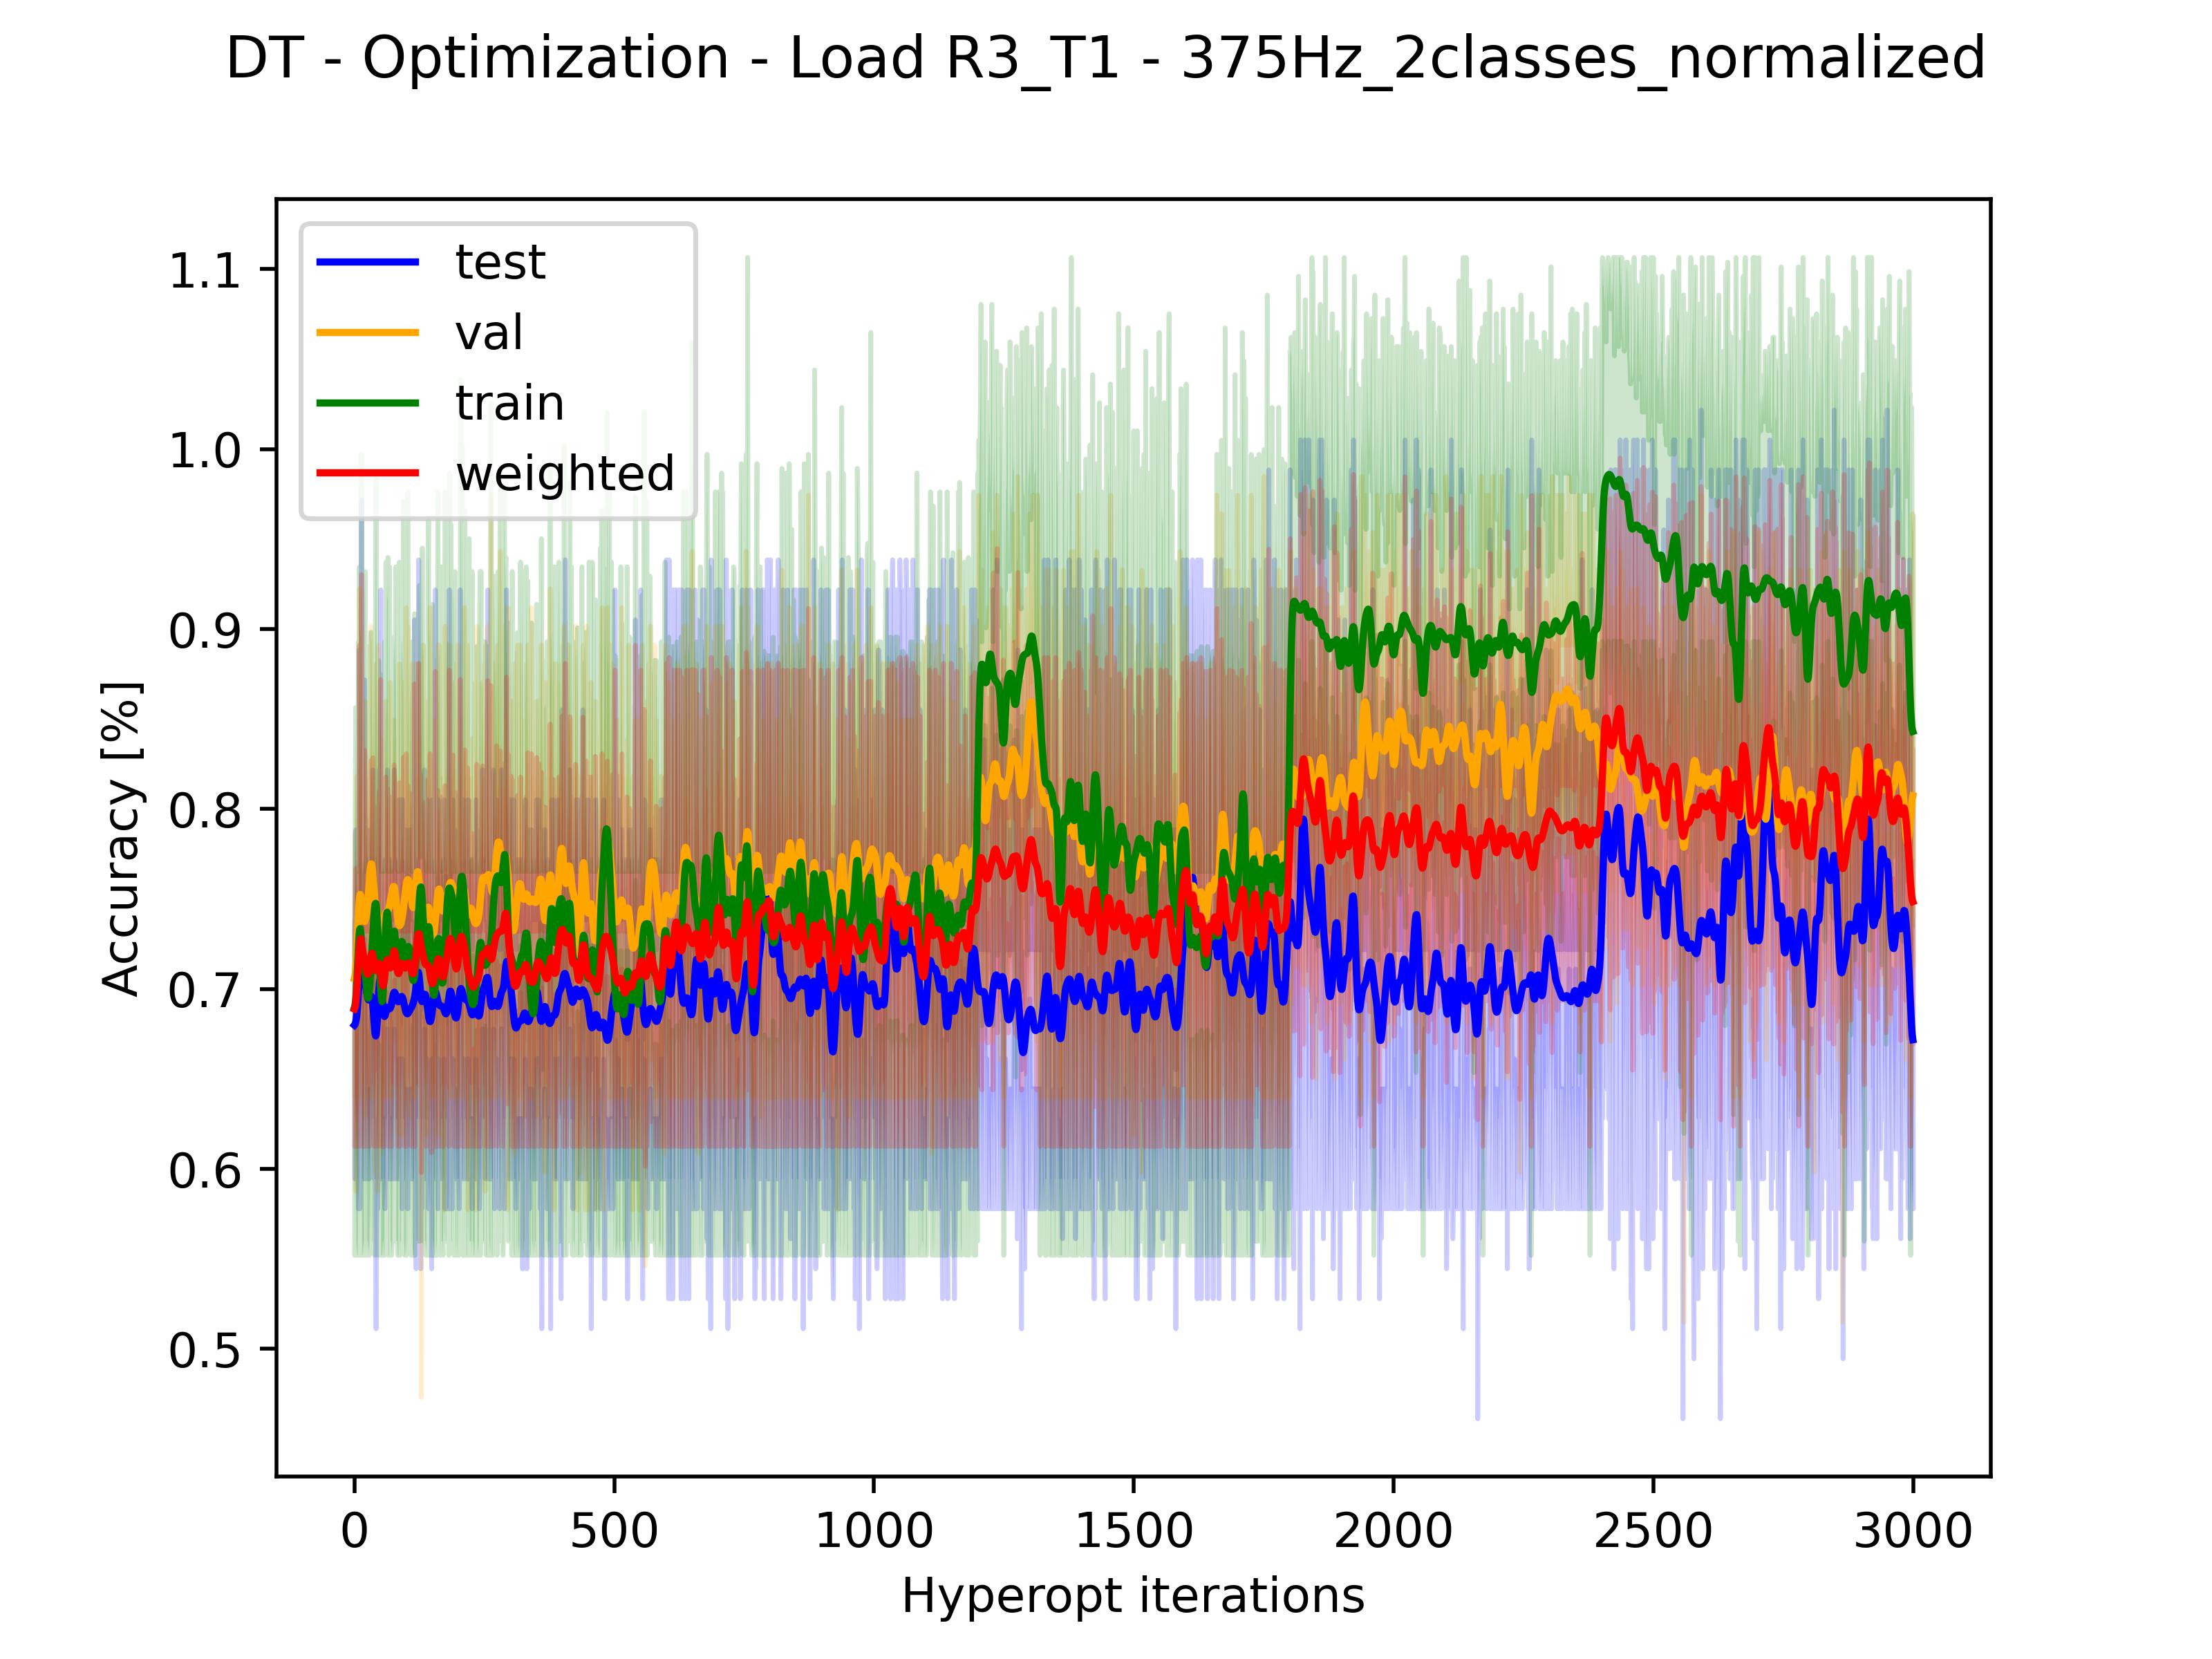 DT - Optimization - Load R3_T1 - 375Hz_2classes_normalized
test
val
train
weighted
1.1
1.0
0.9
0.8
0.7
0.6
0.5
Accuracy [%]
0 500 1000 1500 2000 2500 3000
Hyperopt iterations